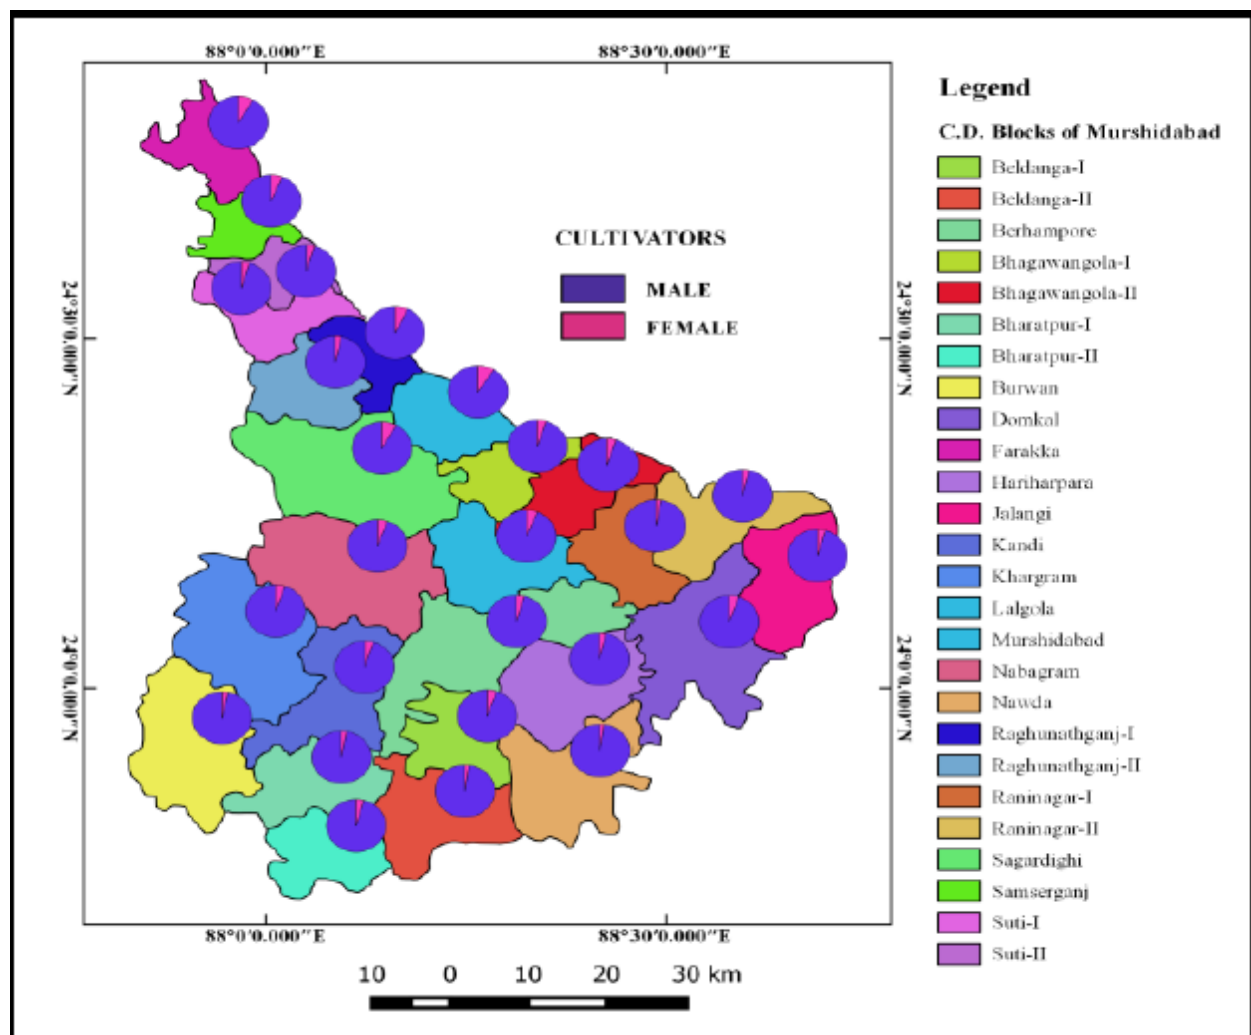 88°0'0.000"E 88°30'0.000"E
Legend
C.D. Blocks of Murshidabad
Beldanga-I
Beldanga-II
Berhampore
Bhagawangola-I
Bhagawangola-II
Bharatpur-I
Bharatpur-II
Burwan
Domkal
Farakka
Hariharpara
Jalangi
Kandi
Khargram
Lalgola
Murshidabad
Nabagram
Nawda
Raghunathganj-I
Raghunathganj-II
Raninagar-I
Raninagar-II
Sagardighi
Samserganj
Suti-I
Suti-II
CULTIVATORS
MALE
FEMALE
24°30'0.000"N 24°30'0.000"N
24°0'0.000"N 24°0'0.000"N
88°0'0.000"E 88°30'0.000"E
10 0 10 20 30 km